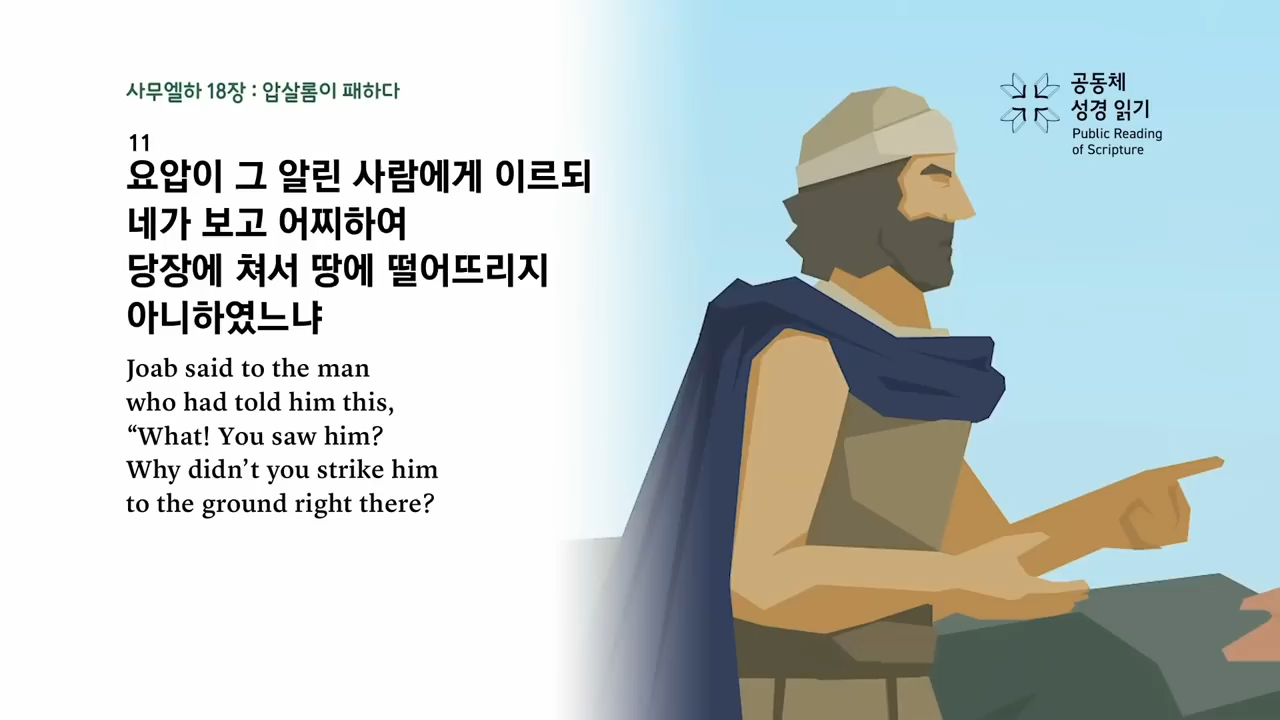 사무엘하 18장 : 압살롬이 패하다
11
요압이 그 알린 사람에게 이르되
네가 보고 어찌하여
당장에 쳐서 땅에 떨어뜨리지
아니하였느냐
Joab said to the man
who had told him this,
“What! You saw him?
Why didn’t you strike him
to the ground right there?
공동체
성경 읽기
Public Reading
of Scripture